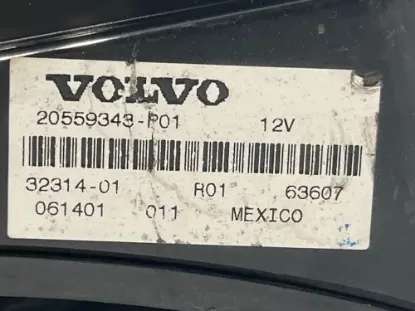 VOLVO
20559343-P01 12V
32314-01 R01 63607
061401 011 MEXICO